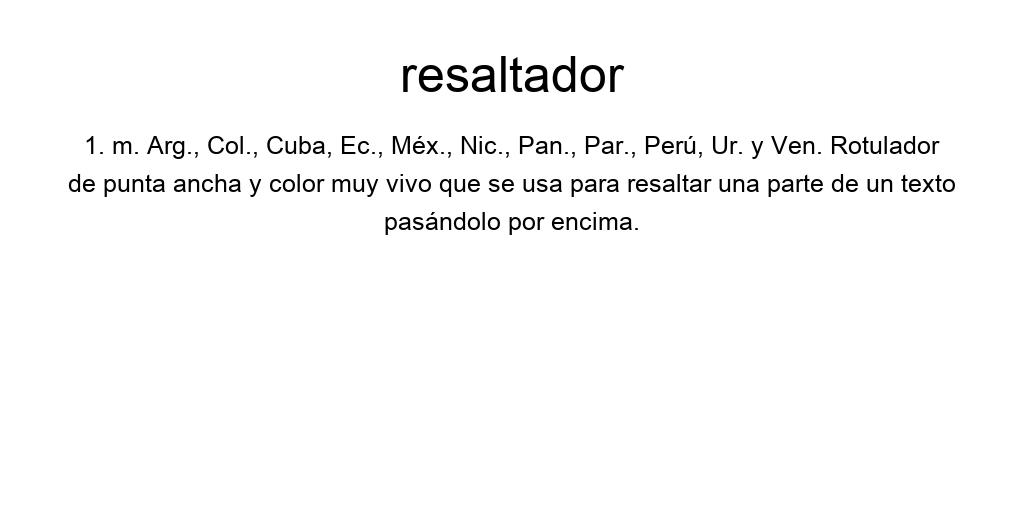 resaltador
1. m. Arg., Col., Cuba, Ec., Méx., Nic., Pan., Par., Perú, Ur. y Ven. Rotulador
de punta ancha y color muy vivo que se usa para resaltar una parte de un texto
pasándolo por encima.